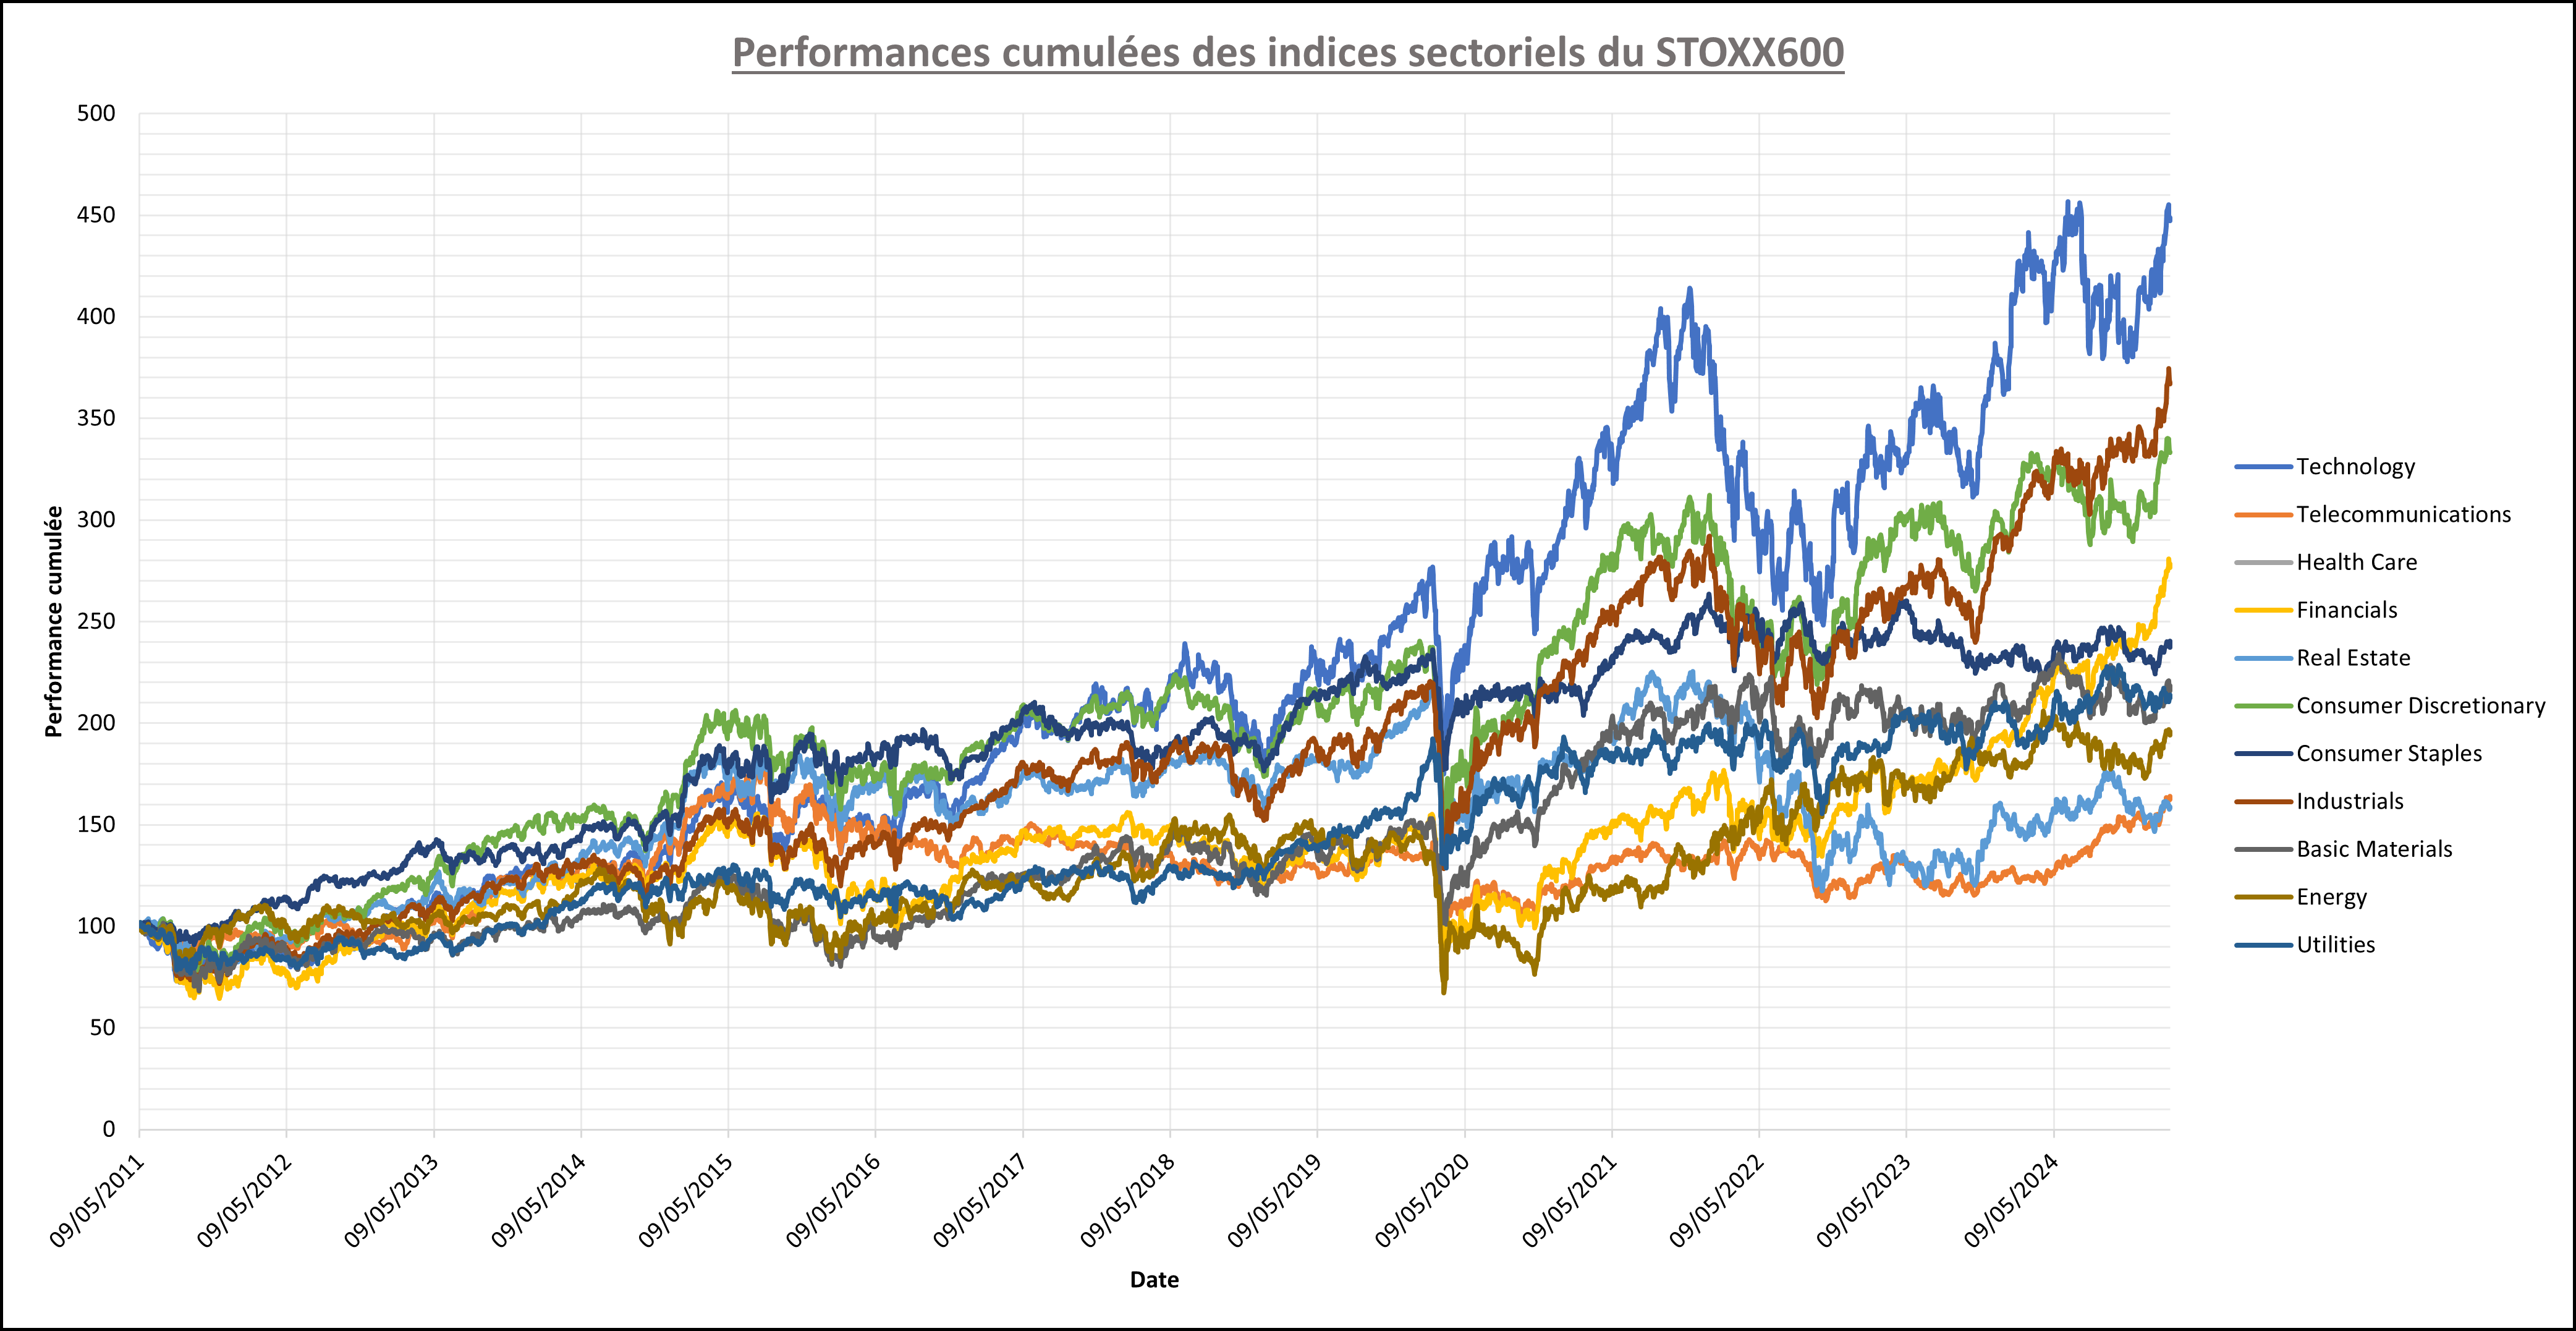 Performances cumulées des indices sectoriels du STOXX600
500
450
400
350
300
250
200
150
100
50
0
Performance cumulée
09/05/2011
09/05/2012
09/05/2013
09/05/2014
09/05/2015
09/05/2016
09/05/2017
09/05/2018
09/05/2019
09/05/2020
09/05/2021
09/05/2022
09/05/2023
09/05/2024
Date
Technology
Telecommunications
Health Care
Financials
Real Estate
Consumer Discretionary
Consumer Staples
Industrials
Basic Materials
Energy
Utilities